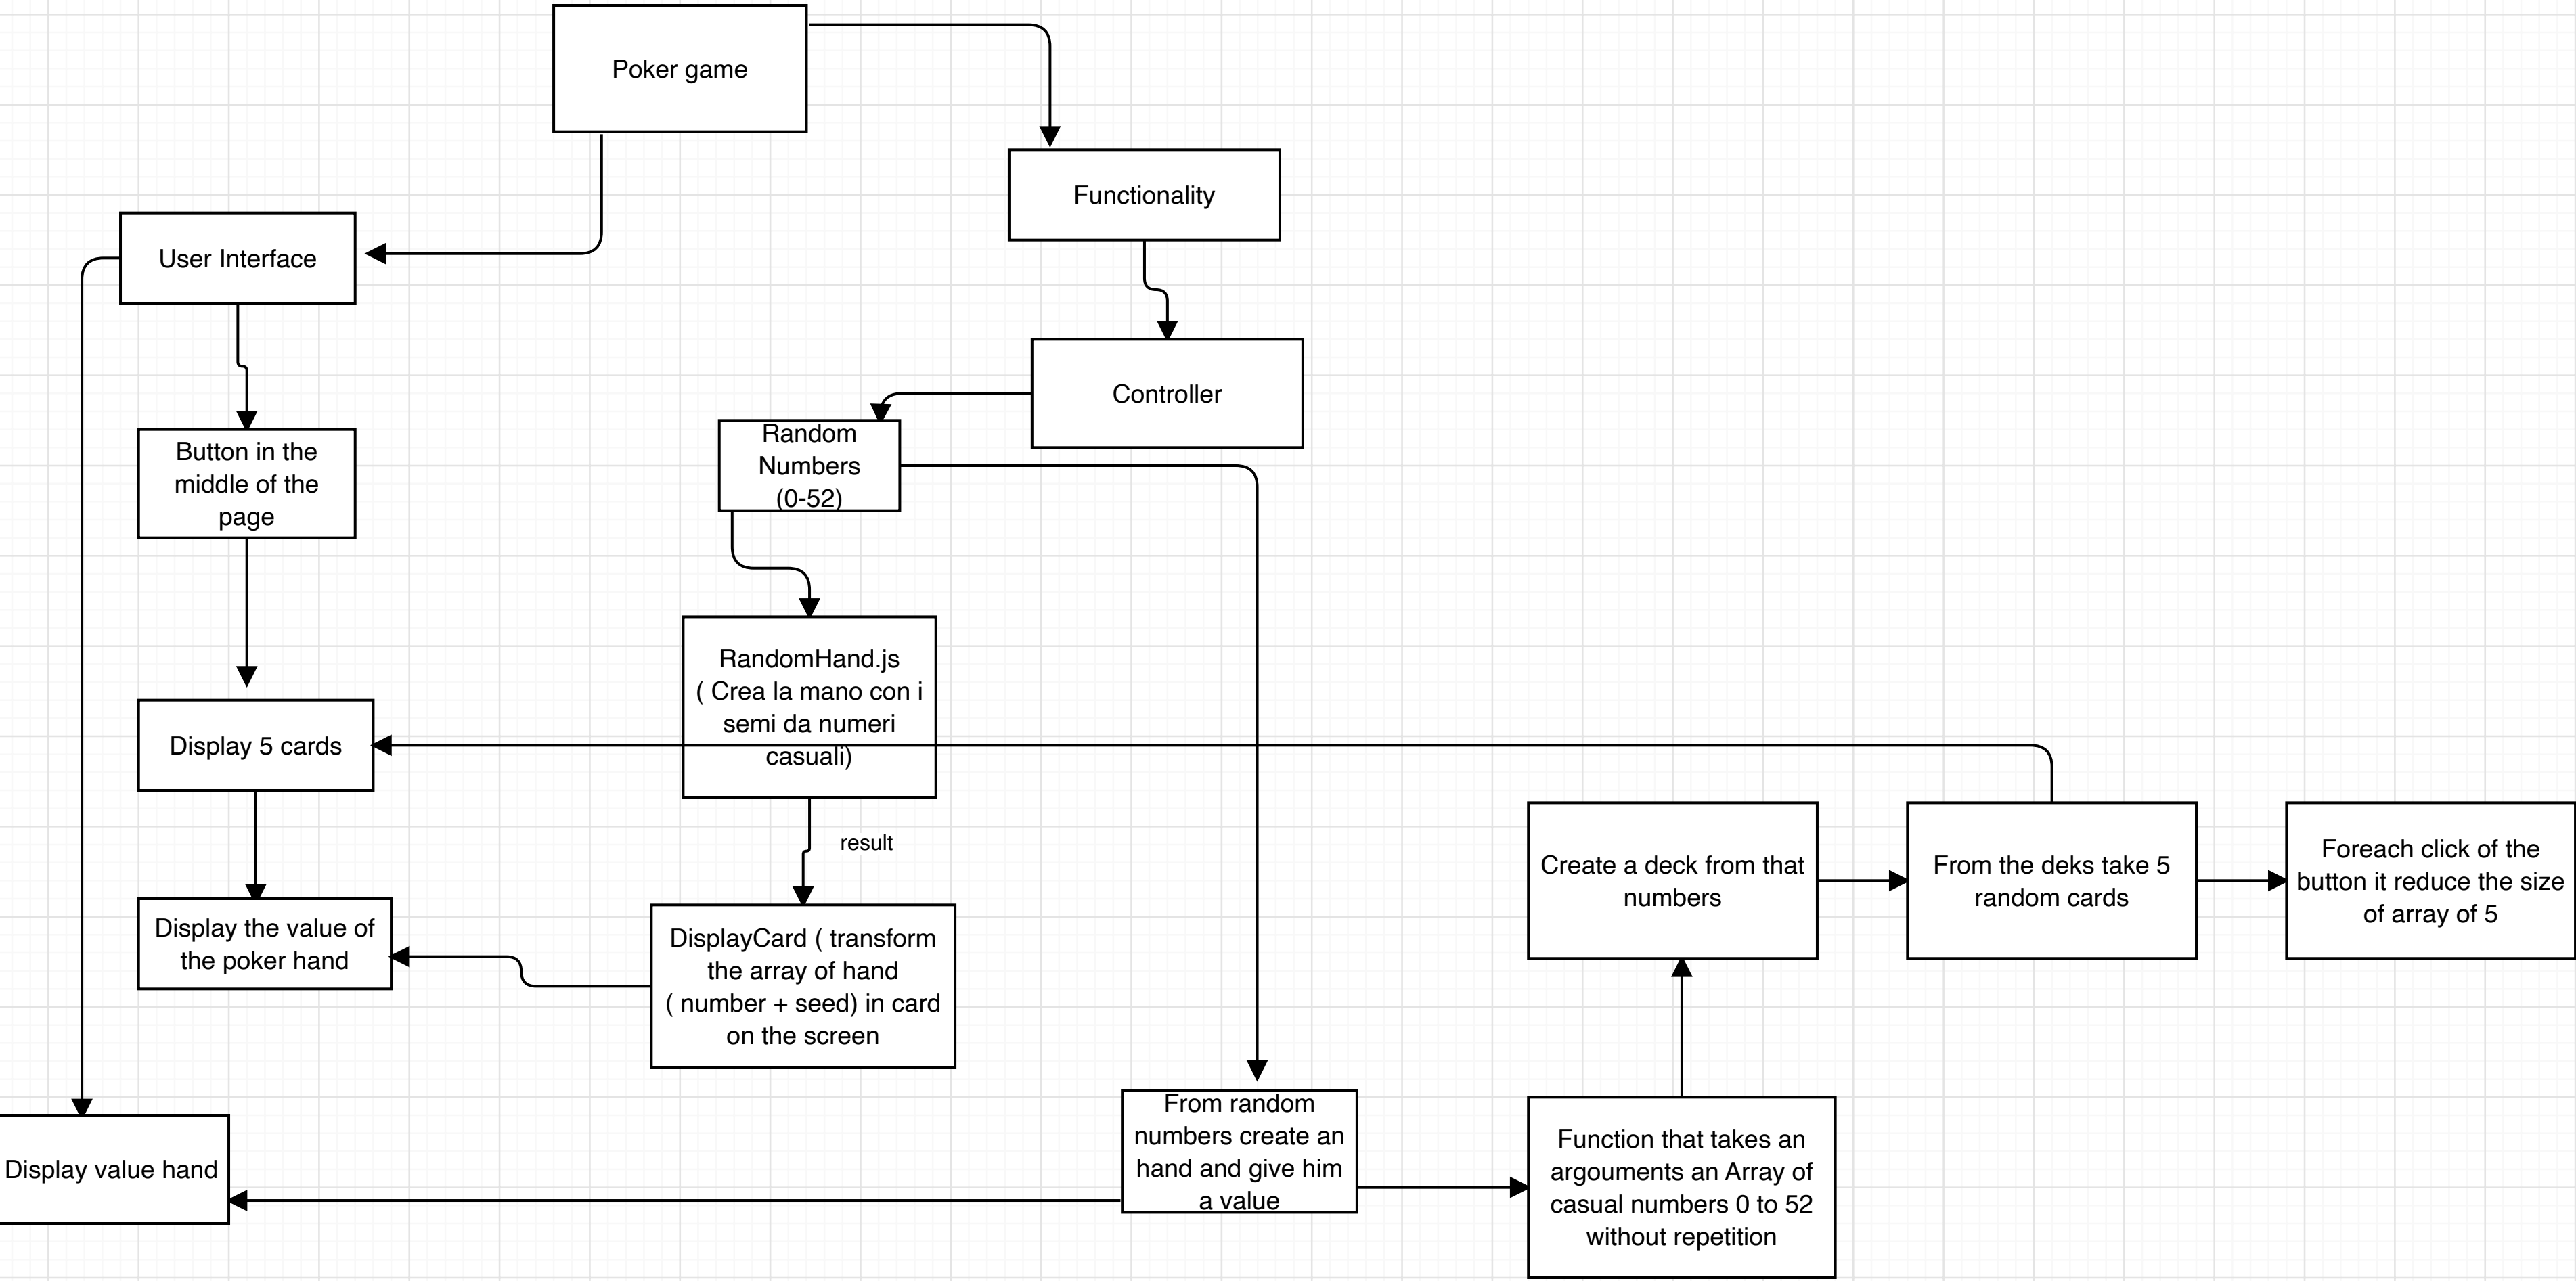 Poker game
Functionality
User Interface
Controller
Button in the
middle of the
page
Random
Numbers
(0-52)
RandomHand.js
( Crea la mano con i
semi da numeri
casuali)
Display 5 cards
result
Create a deck from that
numbers
From the deks take 5
random cards
Foreach click of the
button it reduce the size
of array of 5
Display the value of
the poker hand
DisplayCard ( transform
the array of hand
( number + seed) in card
on the screen
Display value hand
From random
numbers create an
hand and give him
a value
Function that takes an
argouments an Array of
casual numbers 0 to 52
without repetition